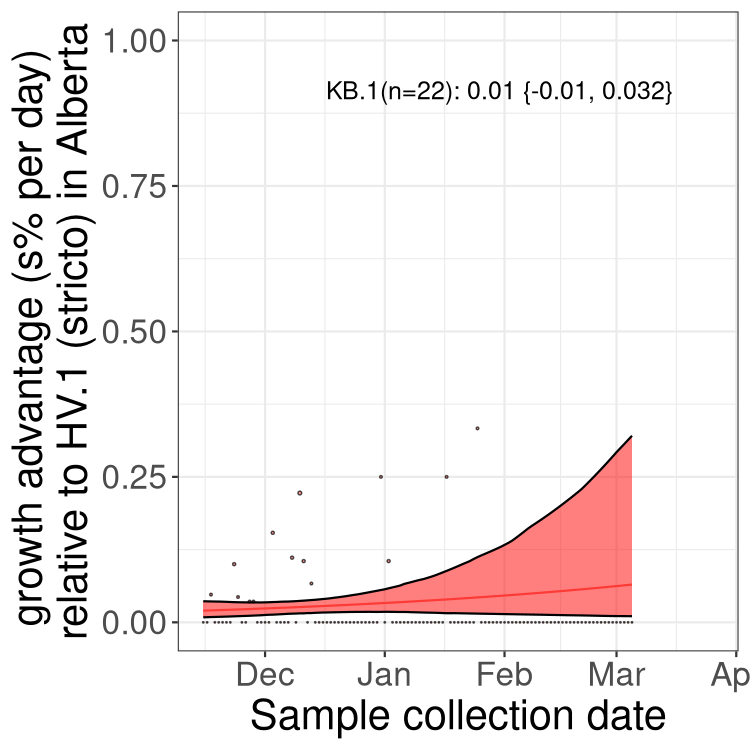 growth advantage (s% per day)
relative to HV.1 (stricto) in Alberta
1.00
0.75
0.50
0.25
0.00
KB.1(n=22): 0.01 {-0.01, 0.032}
Dec Jan Feb Mar Ap
Sample collection date